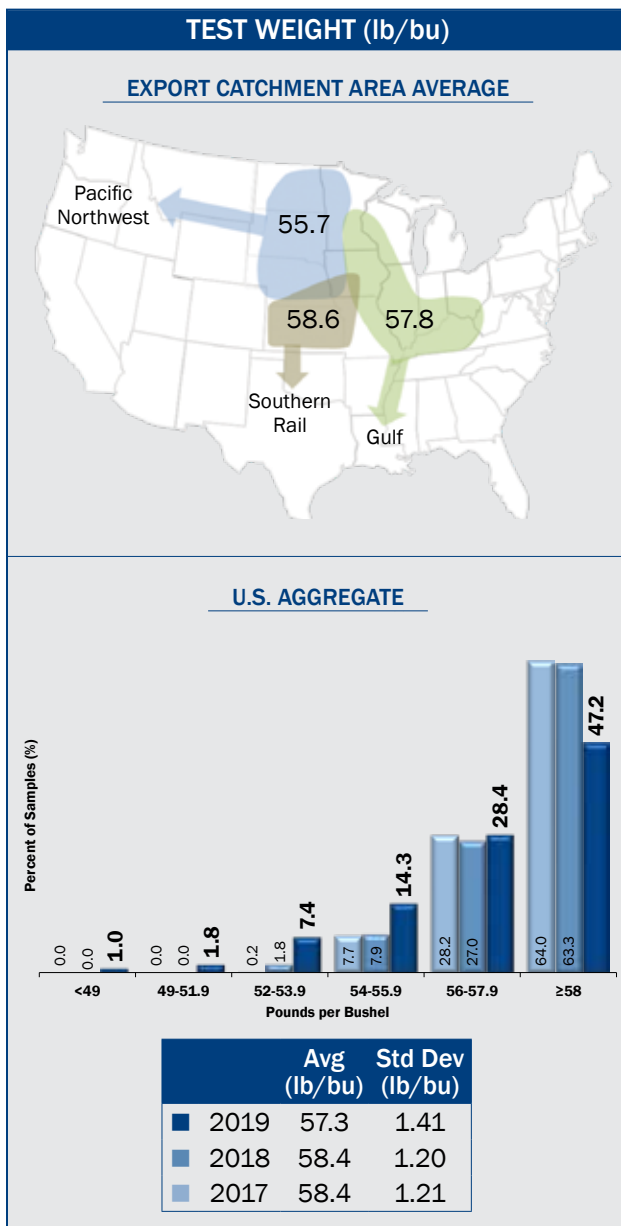 TEST WEIGHT (lb/bu)
EXPORT CATCHMENT AREA AVERAGE
Pacific
Northwest
55.7
58.6
57.8
Southern
Rail
Gulf
U.S. AGGREGATE
Percent of Samples (%)
0.0 0.0 1.0
0.0 0.0 1.8
0.2 1.8 7.4
7.7 7.9 14.3
28.2 27.0 28.4
64.0 63.3 47.2
<49 49-51.9 52-53.9 54-55.9 56-57.9 ≥58
Pounds per Bushel
Avg Std Dev
(lb/bu) (lb/bu)
2019 57.3 1.41
2018 58.4 1.20
2017 58.4 1.21